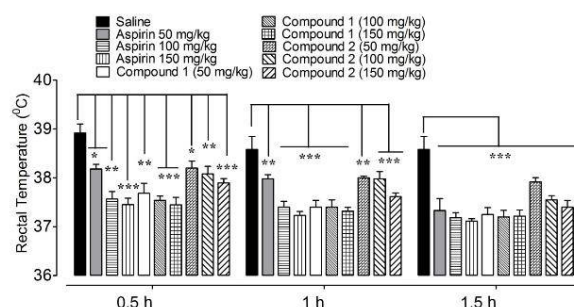 Saline
Aspirin 50 mg/kg
Aspirin 100 mg/kg
Aspirin 150 mg/kg
Compound 1 (50 mg/kg)
Compound 1 (100 mg/kg)
Compound 1 (150 mg/kg)
Compound 2 (50 mg/kg)
Compound 2 (100 mg/kg)
Compound 2 (150 mg/kg)
Rectal Temperature (⁰C)
40
39
38
37
36
* ** *** ** *** * ** ***
** *** ** ***
***
0.5 h 1 h 1.5 h